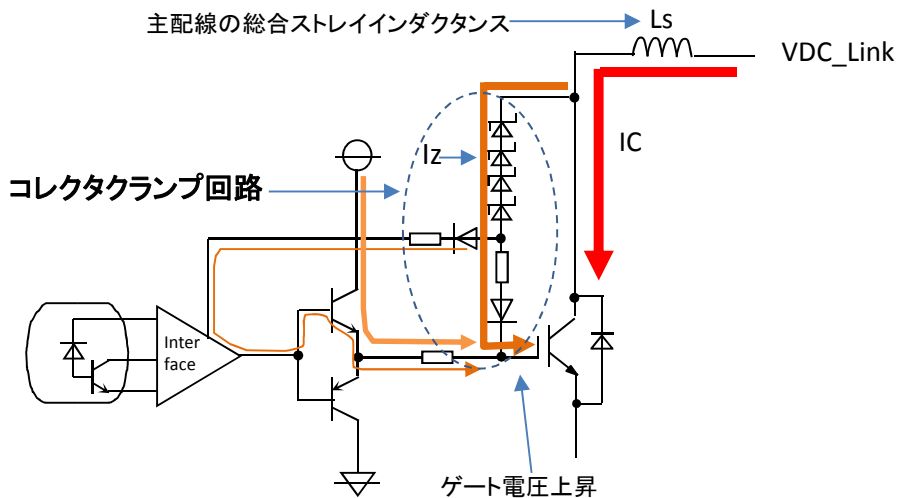 主配線の総合ストレイインダクタンス
Ls
VDC_Link
Iz
IC
コレクタクランプ回路
Inter
face
ゲート電圧上昇